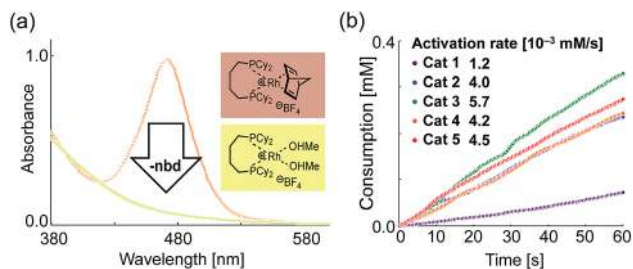 (a)
1.0
Absorbance
0.0
380
480
580
Wavelength [nm]
-nbd
PCy2
⊕Rh
PCy2
⊖BF4
PCy2
⊕Rh
OHMe
OHMe
PCy2
⊖BF4
(b)
0.4
Consumption [mM]
0
0
10
20
30
40
50
60
Time [s]
Activation rate [10⁻³ mM/s]
Cat 1 1.2
Cat 2 4.0
Cat 3 5.7
Cat 4 4.2
Cat 5 4.5